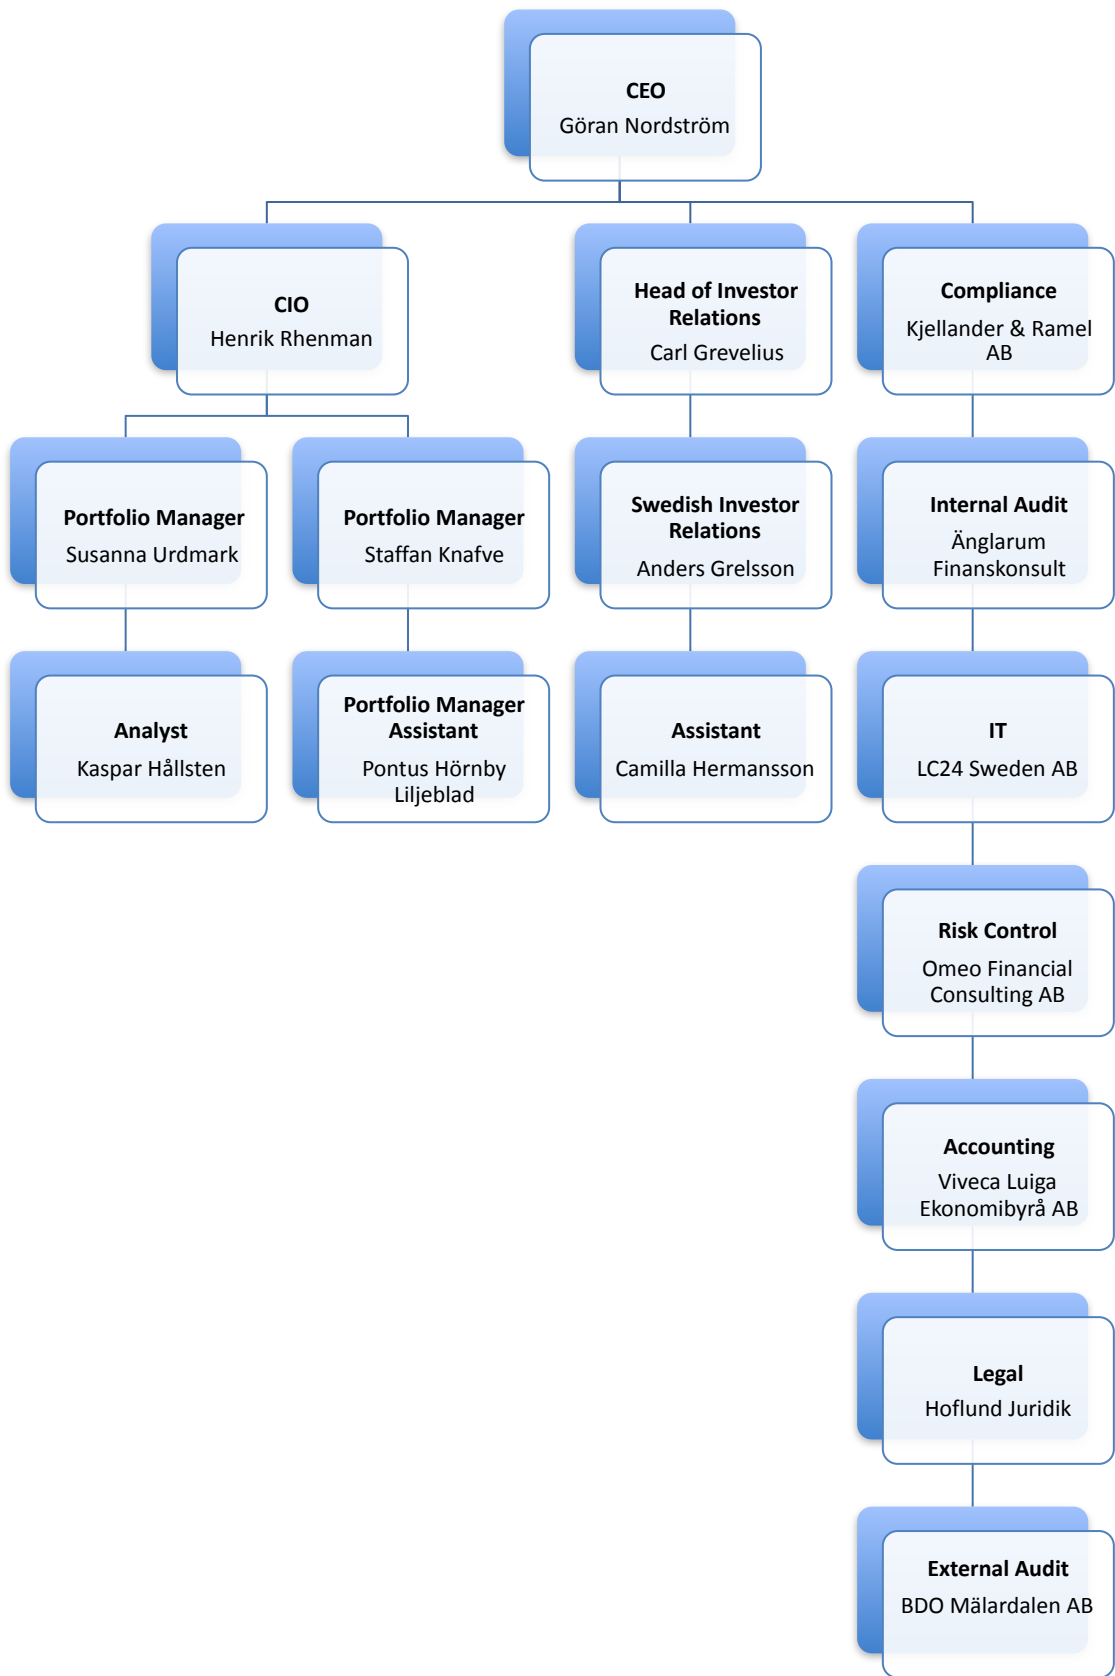 CEO
Göran Nordström
CIO
Henrik Rhenman
Head of Investor
Relations
Carl Grevelius
Compliance
Kjellander & Ramel
AB
Portfolio Manager
Susanna Urdmark
Portfolio Manager
Staffan Knafve
Swedish Investor
Relations
Anders Grelsson
Internal Audit
Änglarum
Finanskonsult
Analyst
Kaspar Hållsten
Portfolio Manager
Assistant
Pontus Hörnby
Liljeblad
Assistant
Camilla Hermansson
IT
LC24 Sweden AB
Risk Control
Omeo Financial
Consulting AB
Accounting
Viveca Luiga
Ekonomibyrå AB
Legal
Hoflund Juridik
External Audit
BDO Mälardalen AB